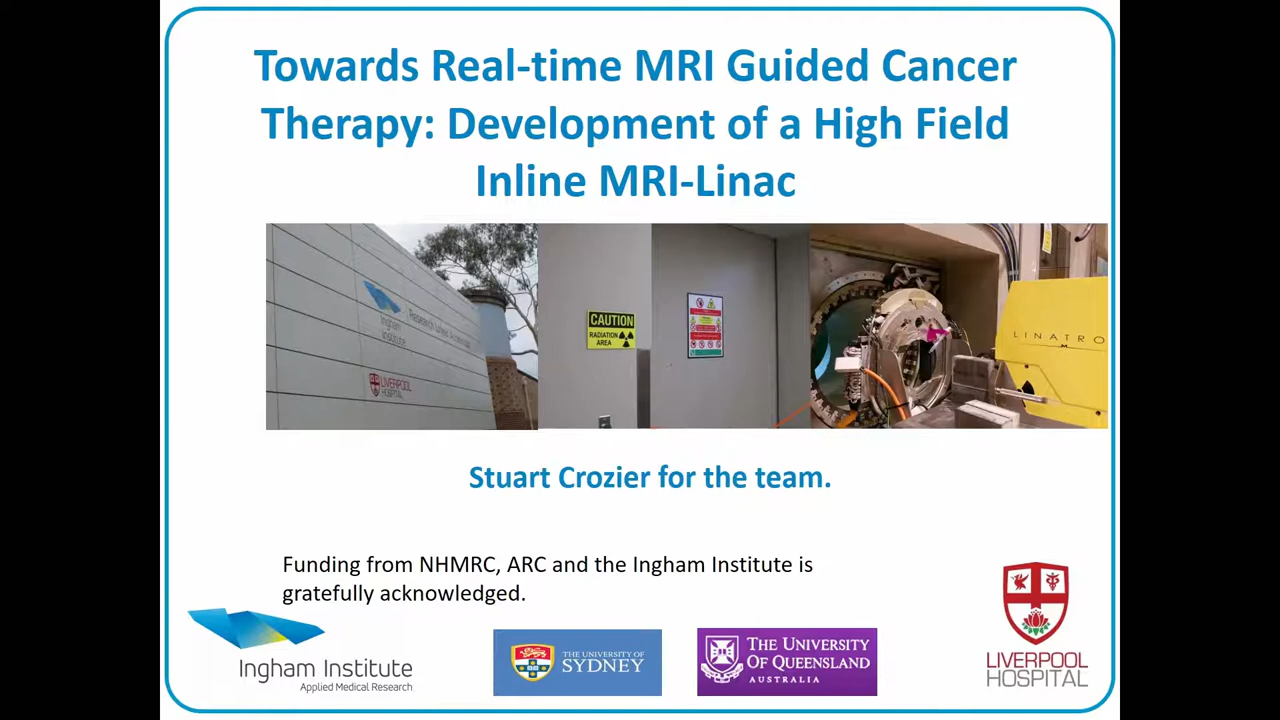 Towards Real-time MRI Guided Cancer
Therapy: Development of a High Field
Inline MRI-Linac
Ingham
Institute
LIVERPOOL
HOSPITAL
CAUTION
RADIATION
AREA
LINATRO
Stuart Crozier for the team.
Funding from NHMRC, ARC and the Ingham Institute is
gratefully acknowledged.
Ingham Institute
Applied Medical Research
THE UNIVERSITY OF
SYDNEY
THE UNIVERSITY
OF QUEENSLAND
AUSTRALIA
LIVERPOOL
HOSPITAL